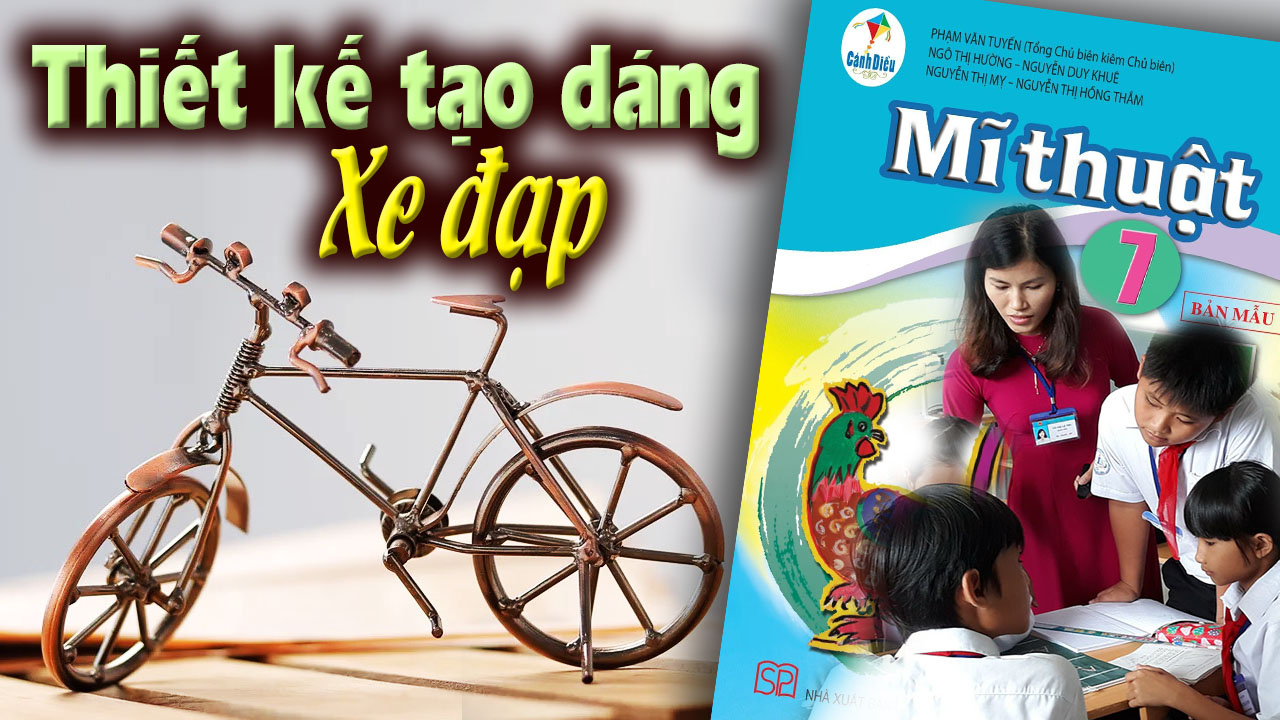 Thiết kế tạo dáng
Xe đạp
Cánh Diều
PHẠM VĂN TUYẾN (Tổng Chủ biên kiêm Chủ biên)
NGÔ THỊ HƯỜNG – NGUYỄN DUY KHUÊ
NGUYỄN THỊ MỴ – NGUYỄN THỊ HỒNG THẮM
Mĩ thuật
7
BẢN MẪU
NHÀ XUẤT